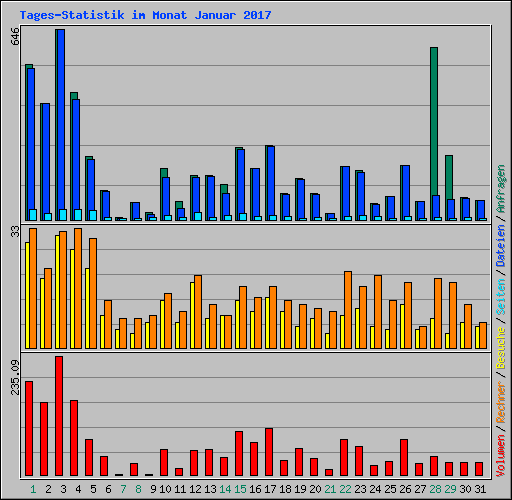 Tages-Statistik im Monat Januar 2017
646
33
235.09
Volumen / Rechner / Besuche / Seiten / Dateien / Anfragen
1 2 3 4 5 6 7 8 9 10 11 12 13 14 15 16 17 18 19 20 21 22 23 24 25 26 27 28 29 30 31